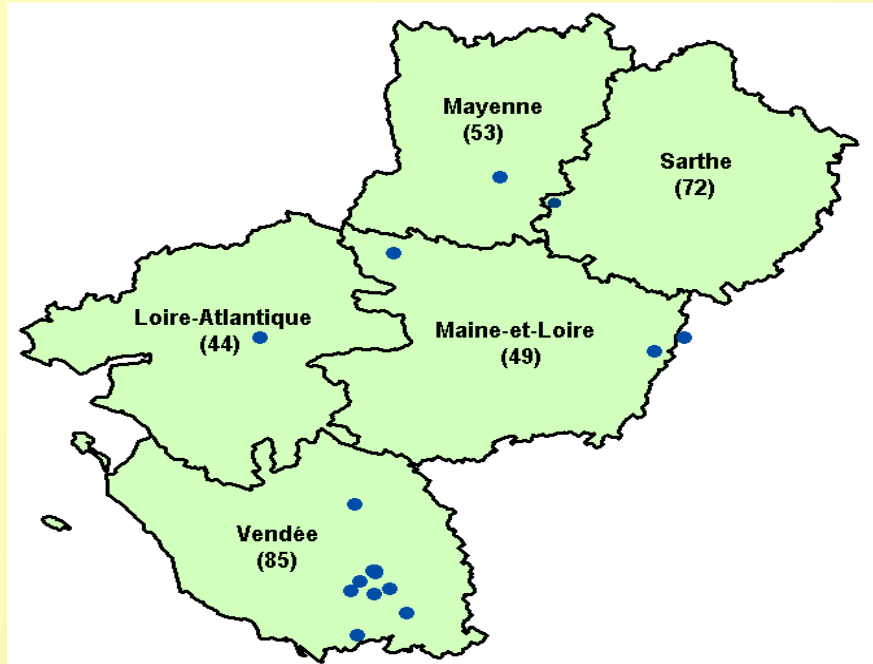 Mayenne
(53)
Sarthe
(72)
Loire-Atlantique
(44)
Maine-et-Loire
(49)
Vendée
(85)